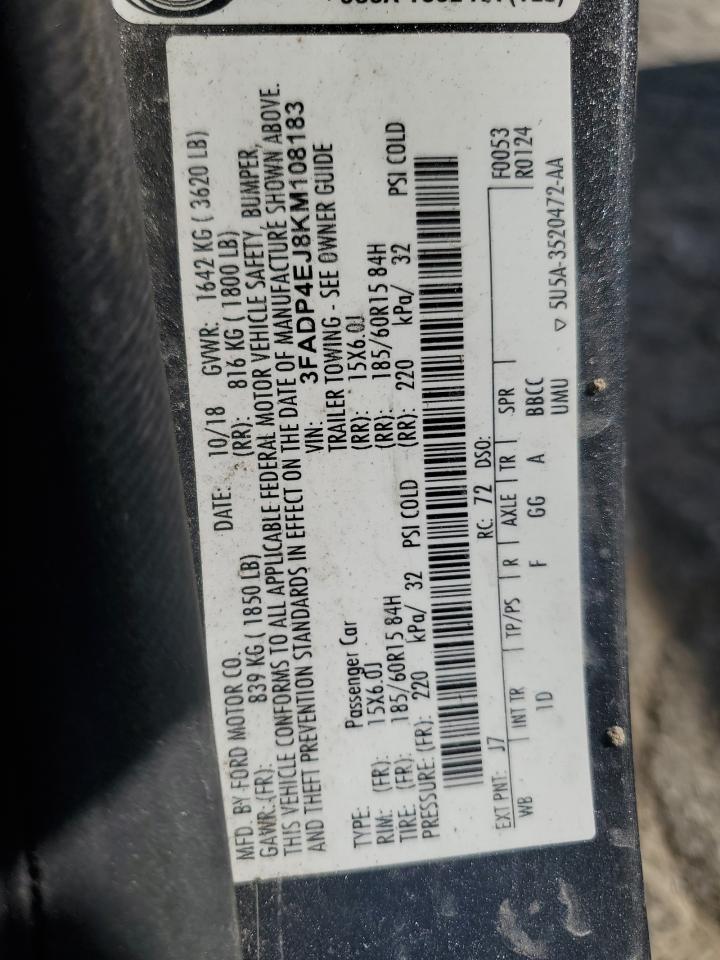 MFD. BY FORD MOTOR CO. DATE: 10/18 GVWR: 1642 KG ( 3620 LB)
GAWR: (FR): 839 KG ( 1850 LB) (RR): 816 KG ( 1800 LB)
THIS VEHICLE CONFORMS TO ALL APPLICABLE FEDERAL MOTOR VEHICLE SAFETY, BUMPER,
AND THEFT PREVENTION STANDARDS IN EFFECT ON THE DATE OF MANUFACTURE SHOWN ABOVE.
VIN: 3FADP4EJ8KM108183
TYPE: Passenger Car TRAILER TOWING - SEE OWNER GUIDE
RIM: (FR): 15X6.0J (RR): 15X6.0J
TIRE: (FR): 185/60R15 84H (RR): 185/60R15 84H
PRESSURE: (FR): 220 kPa/ 32 PSI COLD (RR): 220 kPa/ 32 PSI COLD
EXT PNT: J7 RC: 72 DSO: F0053
WB INT TR TP/PS R AXLE TR SPR R0124
1D F GG A BBCC
UMU
▽ 5U5A-3520472-AA